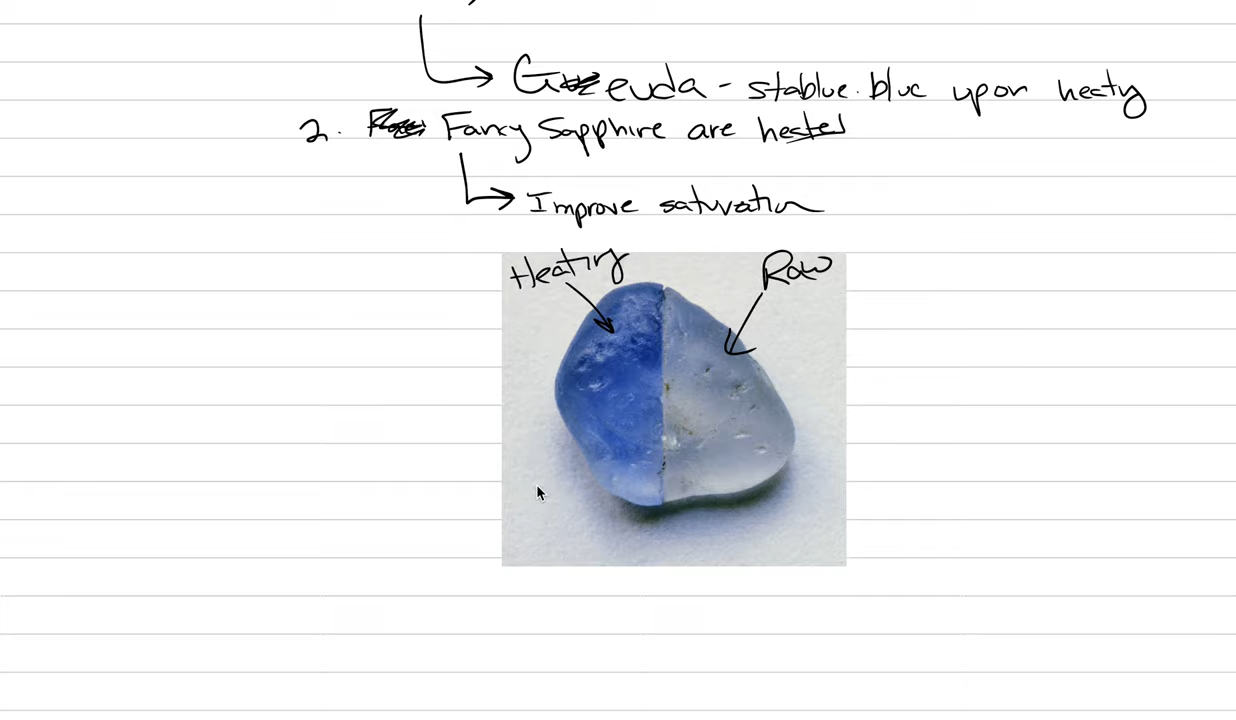 Geuda - stablue blue upon heating
2. Fancy Sapphire are heated
Improve saturation
Heating
Raw